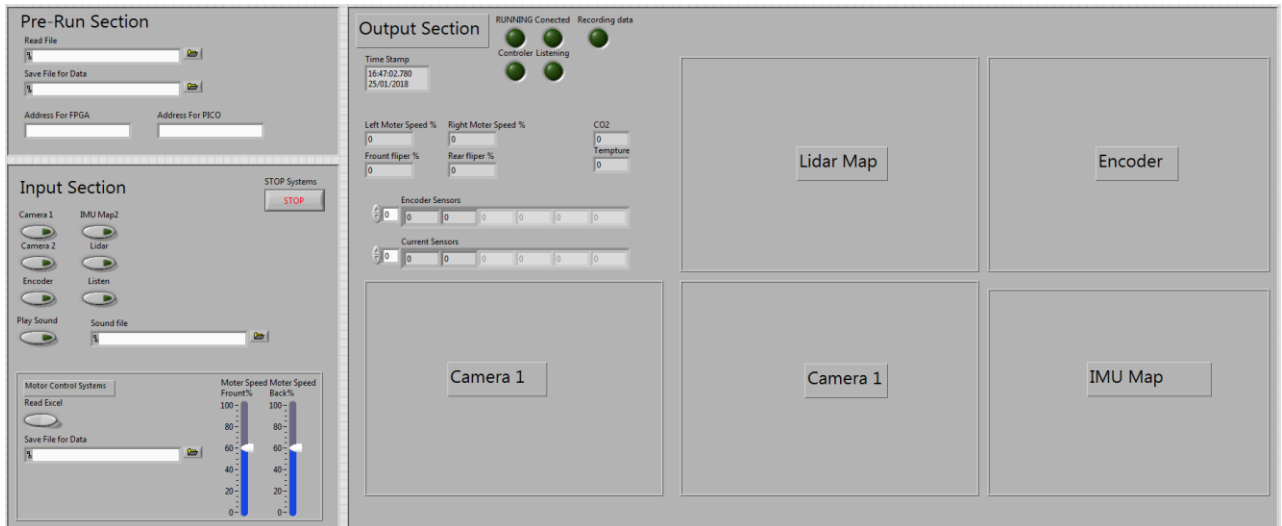 Pre-Run Section
Read File
Save File for Data
Address For FPGA
Address For PICO
Input Section
STOP Systems
STOP
Camera 1
IMU Map2
Camera 2
Lidar
Encoder
Listen
Play Sound
Sound file
Motor Control Systems
Read Excel
Save File for Data
Moter Speed Moter Speed
Frount% Back%
100 100
80 80
60 60
40 40
20 20
0 0
Output Section
RUNNING Conected Recording data
Controler Listening
Time Stamp
16:47:02.780
25/01/2018
Left Moter Speed % Right Moter Speed % CO2
0 0 0
Frount fliper % Rear fliper % Tempture
0 0 0
Encoder Sensors
0 0 0 0 0 0 0
Current Sensors
0 0 0 0 0 0 0
Lidar Map
Encoder
Camera 1
Camera 1
IMU Map